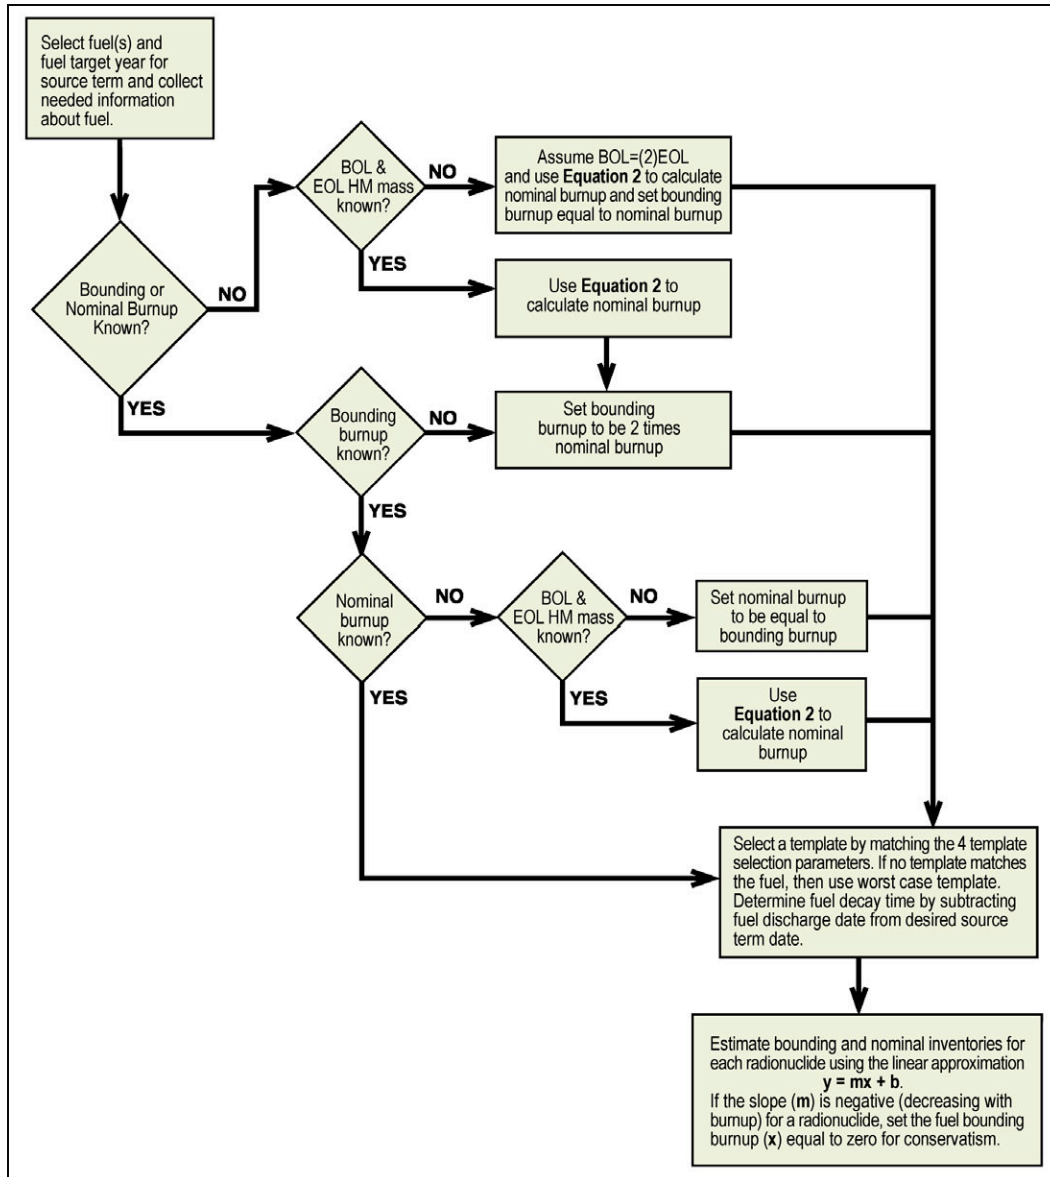 Select fuel(s) and
fuel target year for
source term and collect
needed information
about fuel.
BOL &
EOL HM mass
known?
NO
Assume BOL=(2)EOL
and use Equation 2 to calculate
nominal burnup and set bounding
burnup equal to nominal burnup
YES
Use Equation 2 to
calculate nominal burnup
Bounding or
Nominal Burnup
Known?
NO
YES
Bounding
burnup
known?
NO
Set bounding
burnup to be 2 times
nominal burnup
YES
Nominal
burnup
known?
NO
BOL &
EOL HM mass
known?
NO
Set nominal burnup
to be equal to
bounding burnup
YES
YES
Use
Equation 2 to
calculate nominal
burnup
Select a template by matching the 4 template
selection parameters. If no template matches
the fuel, then use worst case template.
Determine fuel decay time by subtracting
fuel discharge date from desired source
term date.
Estimate bounding and nominal inventories for
each radionuclide using the linear approximation
y = mx + b.
If the slope (m) is negative (decreasing with
burnup) for a radionuclide, set the fuel bounding
burnup (x) equal to zero for conservatism.